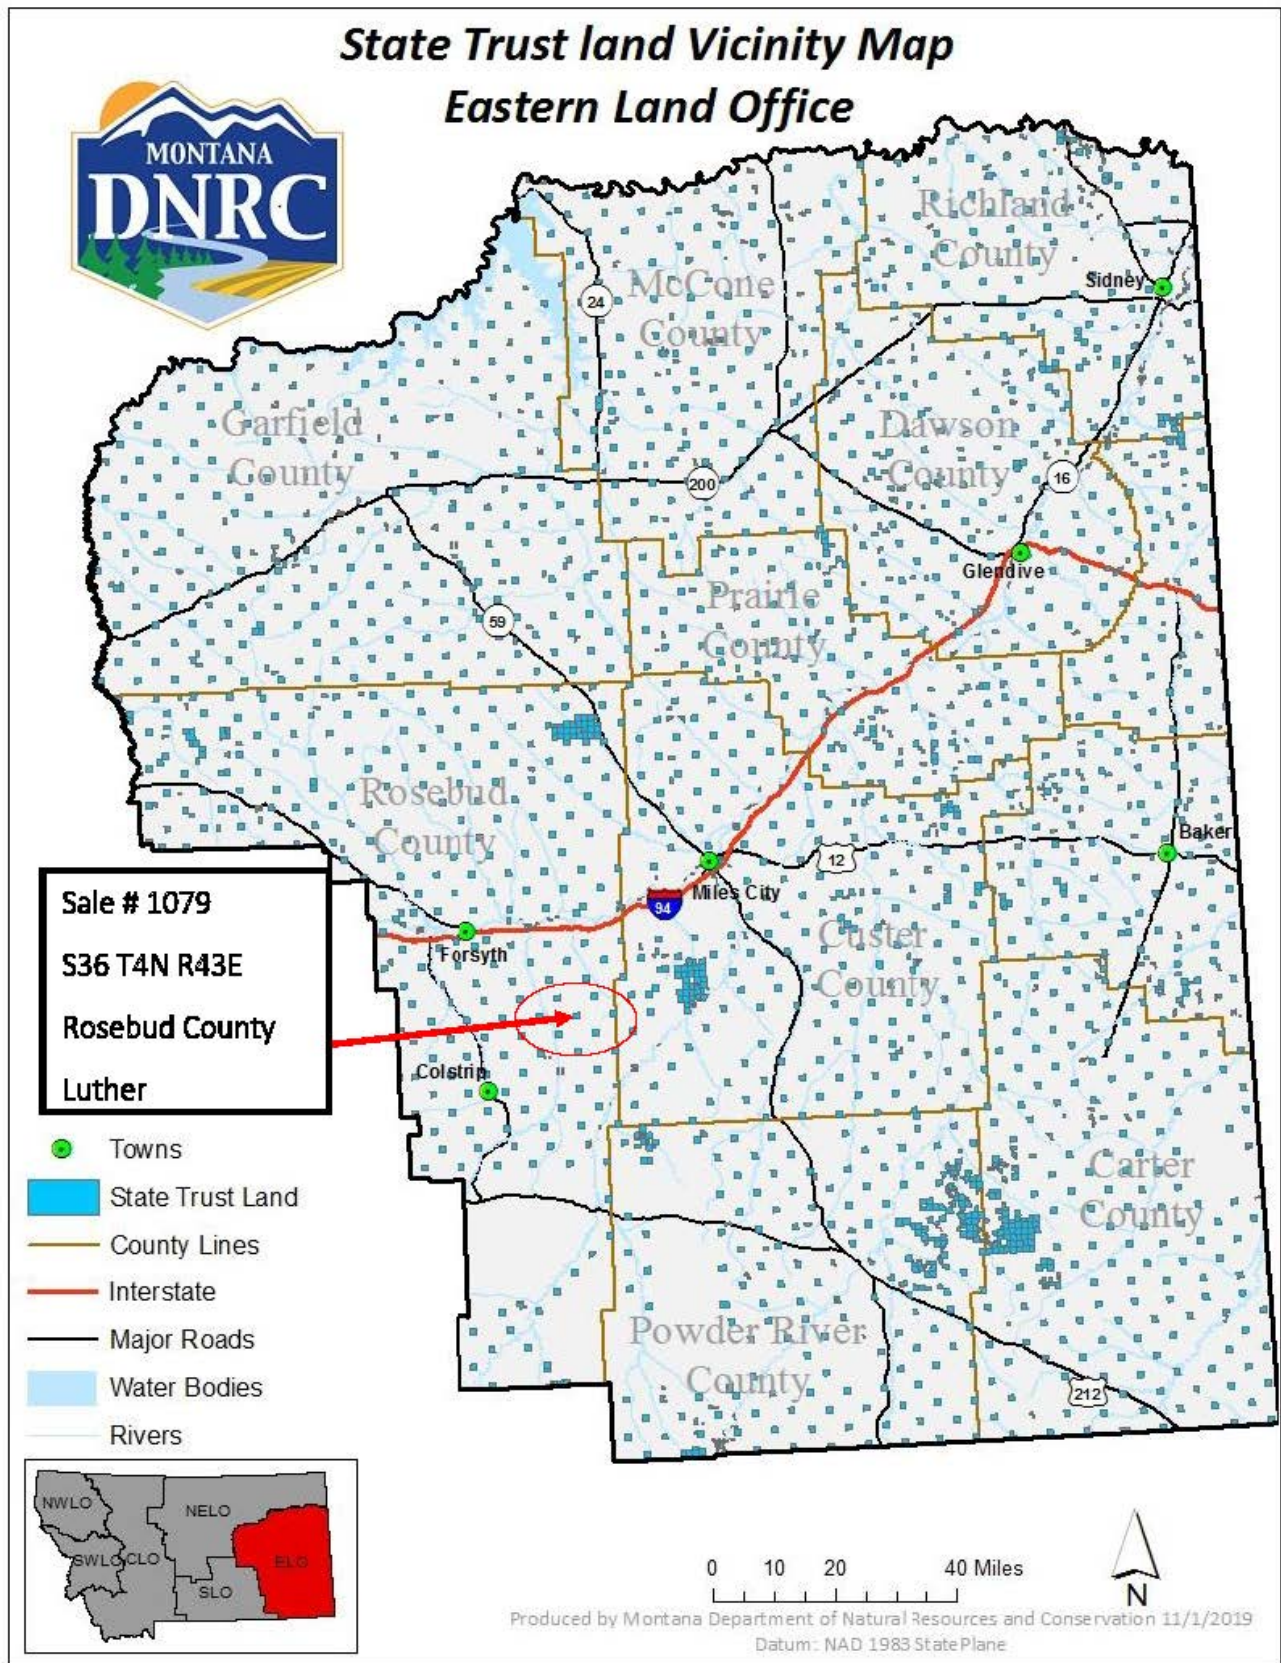 State Trust land Vicinity Map
Eastern Land Office
MONTANA
DNRC
Richland
County
Sidney
McCone
County
24
Garfield
County
Dawson
County
200
16
Glendive
Prairie
County
59
Rosebud
County
Baker
12
Miles City
94
Custer
County
Forsyth
Sale # 1079
S36 T4N R43E
Rosebud County
Luther
Colstrip
Carter
County
Powder River
County
212
Towns
State Trust Land
County Lines
Interstate
Major Roads
Water Bodies
Rivers
NWLO
NELO
SWLO
CLO
ELO
SLO
0 10 20 40 Miles
N
Produced by Montana Department of Natural Resources and Conservation 11/1/2019
Datum: NAD 1983 StatePlane